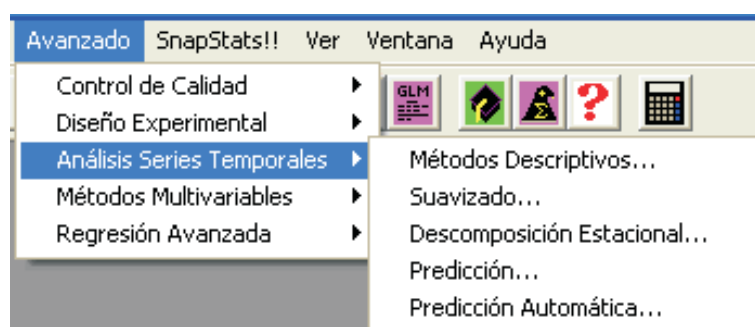 Avanzado SnapStats!! Ver Ventana Ayuda
Control de Calidad
GLM
Diseño Experimental
Análisis Series Temporales
Métodos Descriptivos...
Métodos Multivariables
Suavizado...
Regresión Avanzada
Descomposición Estacional...
Predicción...
Predicción Automática...